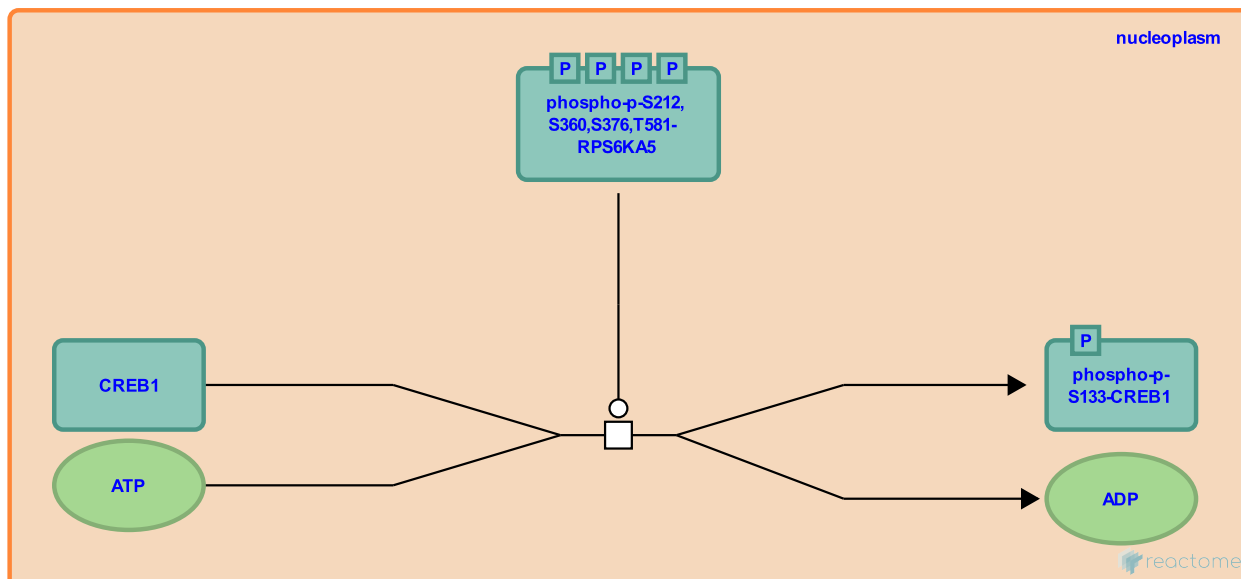 nucleoplasm
P P P P
phospho-p-S212,
S360,S376,T581-
RPS6KA5
CREB1
P
phospho-p-
S133-CREB1
ATP
ADP
reactome